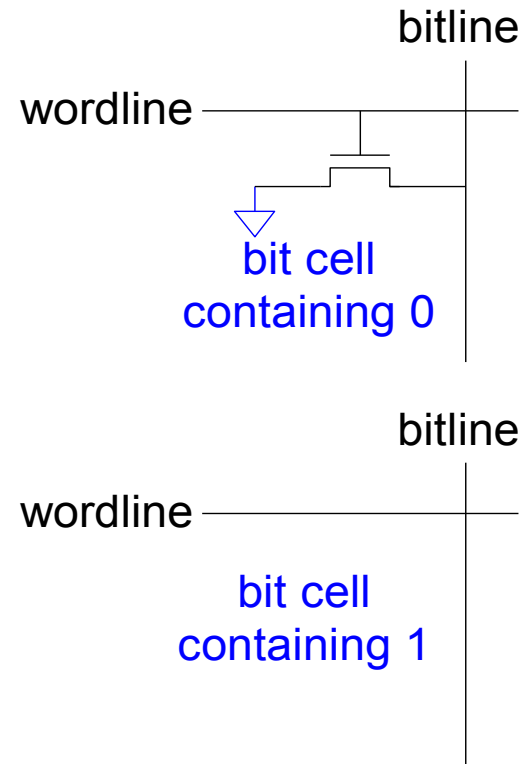 bitline
wordline
bit cell
containing 0
bitline
wordline
bit cell
containing 1